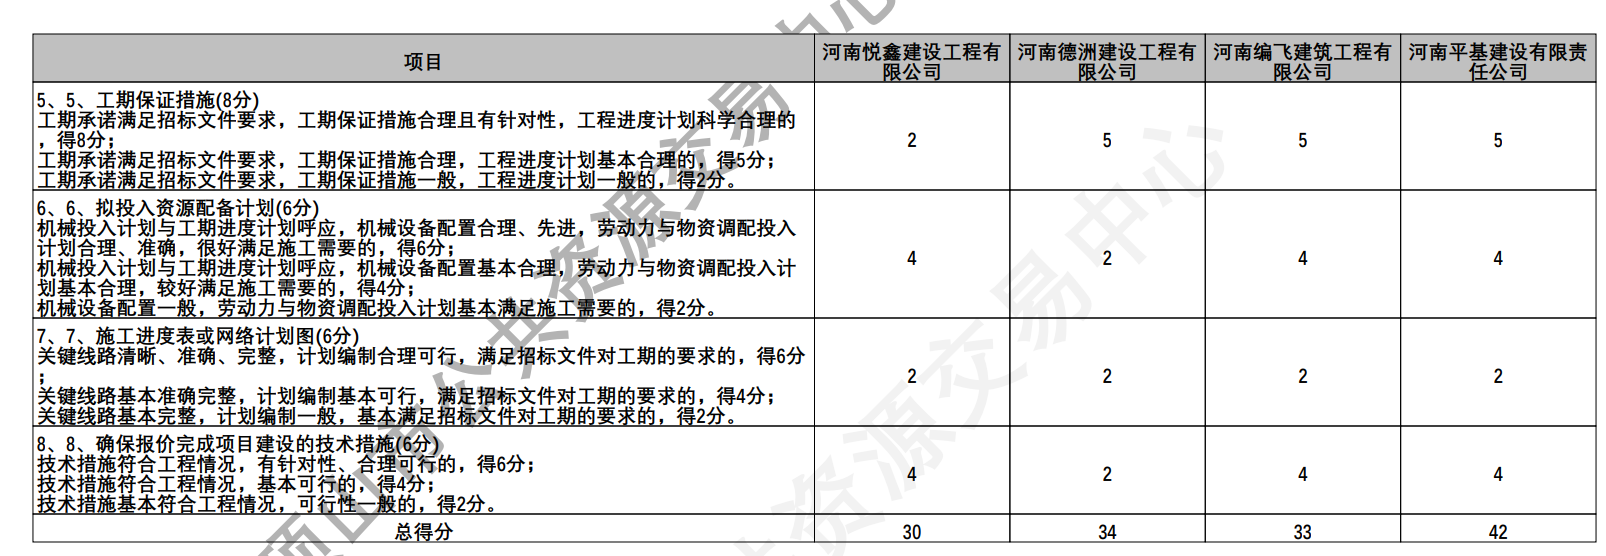 项目
河南悦鑫建设工程有
限公司
河南德洲建设工程有
限公司
河南编飞建筑工程有
限公司
河南平基建设有限责
任公司
5、5、工期保证措施(8分)
工期承诺满足招标文件要求，工期保证措施合理且有针对性，工程进度计划科学合理的
，得8分；
工期承诺满足招标文件要求，工期保证措施合理，工程进度计划基本合理的，得5分；
工期承诺满足招标文件要求，工期保证措施一般，工程进度计划一般的，得2分。
2
5
5
5
6、6、拟投入资源配备计划(6分)
机械投入计划与工期进度计划呼应，机械设备配置合理、先进，劳动力与物资调配投入
计划合理、准确，很好满足施工需要的，得6分；
机械投入计划与工期进度计划呼应，机械设备配置基本合理，劳动力与物资调配投入计
划基本合理，较好满足施工需要的，得4分；
机械设备配置一般，劳动力与物资调配投入计划基本满足施工需要的，得2分。
4
2
4
4
7、7、施工进度表或网络计划图(6分)
关键线路清晰、准确、完整，计划编制合理可行，满足招标文件对工期的要求的，得6分
；
关键线路基本准确完整，计划编制基本可行，满足招标文件对工期的要求的，得4分；
关键线路基本完整，计划编制一般，基本满足招标文件对工期的要求的，得2分。
2
2
2
2
8、8、确保报价完成项目建设的技术措施(6分)
技术措施符合工程情况，有针对性、合理可行的，得6分；
技术措施符合工程情况，基本可行的，得4分；
技术措施基本符合工程情况，可行性一般的，得2分。
4
2
4
4
总得分
30
34
33
42
顶山市公共资源交易中心
共资源交易中心